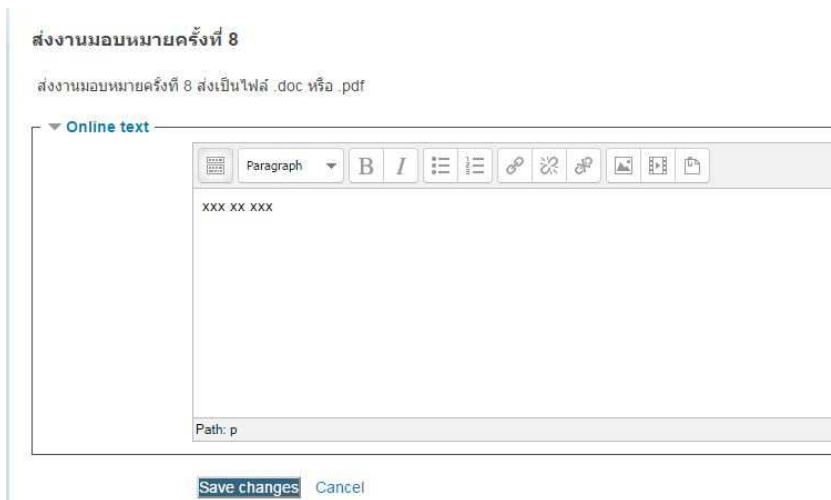 ส่งงานมอบหมายครั้งที่ 8
ส่งงานมอบหมายครั้งที่ 8 ส่งเป็นไฟล์ .doc หรือ .pdf
Online text
Paragraph B I
xxx xx xxx
Path: p
Save changes Cancel